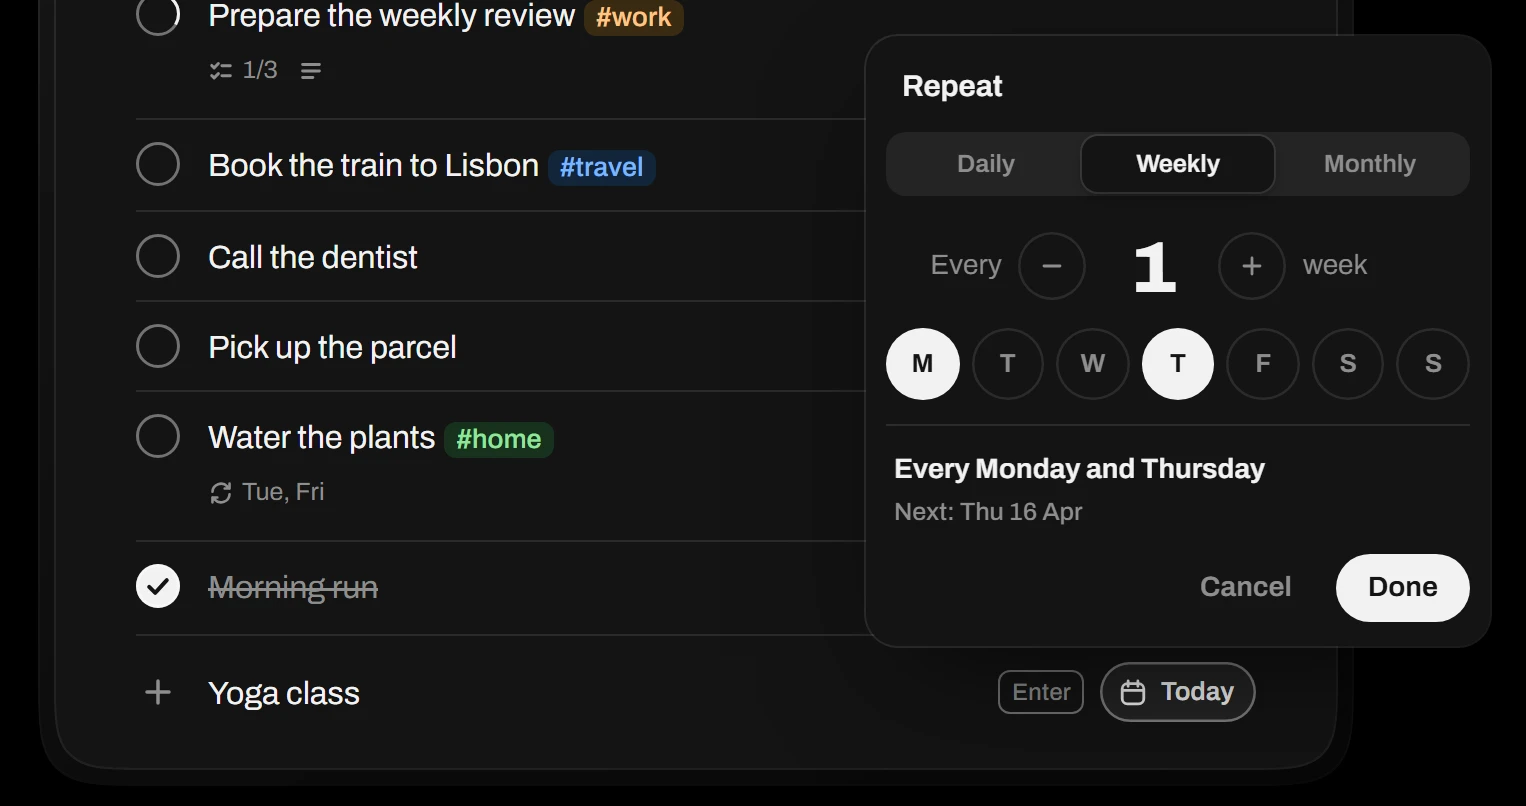 Prepare the weekly review #work
1/3
Book the train to Lisbon #travel
Call the dentist
Pick up the parcel
Water the plants #home
Tue, Fri
Morning run
Yoga class
Enter
Today
Repeat
Daily Weekly Monthly
Every − 1 + week
M T W T F S S
Every Monday and Thursday
Next: Thu 16 Apr
Cancel Done